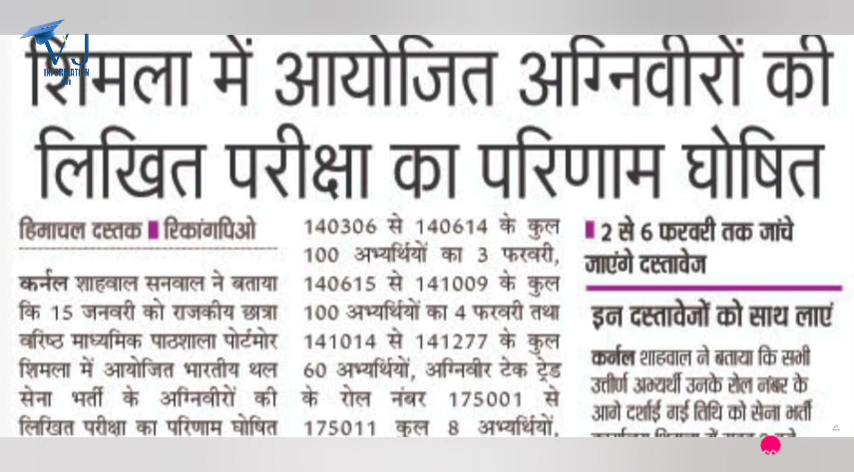 VJ
INFORMATION
शिमला में आयोजित अग्निवीरों की
लिखित परीक्षा का परिणाम घोषित
हिमाचल दस्तक रिकांगपिओ
कर्नल शाहवाल सनवाल ने बताया
कि 15 जनवरी को राजकीय छात्रा
वरिष्ठ माध्यमिक पाठशाला पोर्टमोर
शिमला में आयोजित भारतीय थल
सेना भर्ती के अग्निवीरों की
लिखित परीक्षा का परिणाम घोषित
140306 से 140614 के कुल
100 अभ्यर्थियों का 3 फरवरी,
140615 से 141009 के कुल
100 अभ्यर्थियों का 4 फरवरी तथा
141014 से 141277 के कुल
60 अभ्यर्थियों, अग्निवीर टेक ट्रेड
के रोल नंबर 175001 से
175011 कुल 8 अभ्यर्थियों,
2 से 6 फरवरी तक जांचे
जाएंगे दस्तावेज
इन दस्तावेजों को साथ लाएं
कर्नल शाहवाल ने बताया कि सभी
उत्तीर्ण अभ्यर्थी उनके रोल नंबर के
आगे दर्शाई गई तिथि को सेना भर्ती